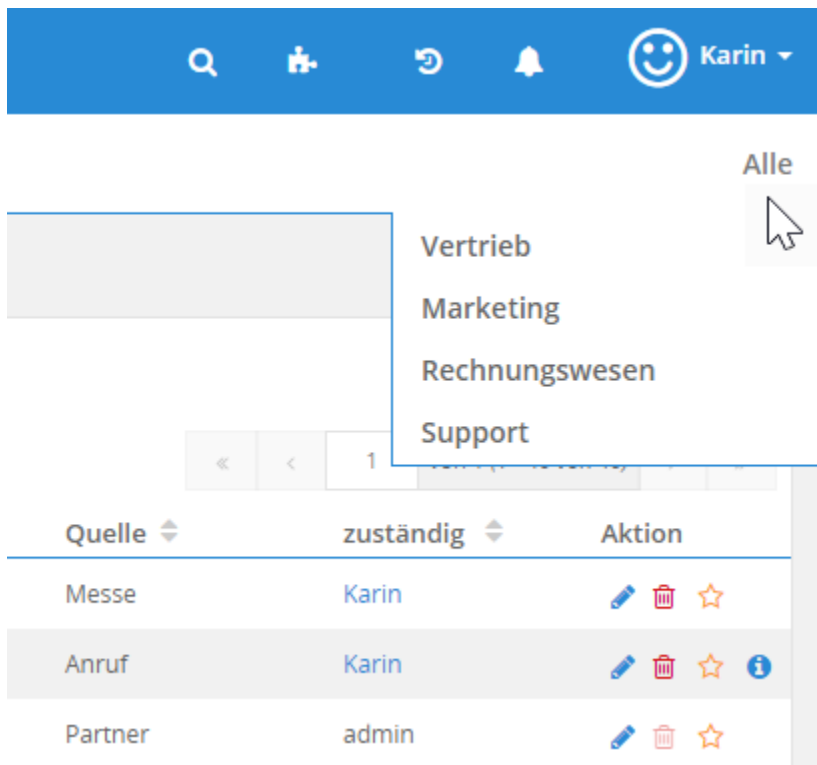 Karin
Alle
Vertrieb
Marketing
Rechnungswesen
Support
« < 1
Quelle zuständig Aktion
Messe Karin
Anruf Karin
Partner admin